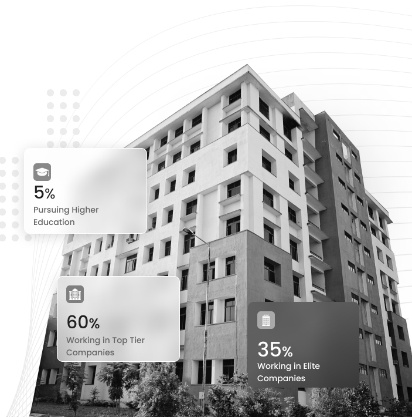 5%
Pursuing Higher
Education
60%
Working in Top Tier
Companies
35%
Working in Elite
Companies